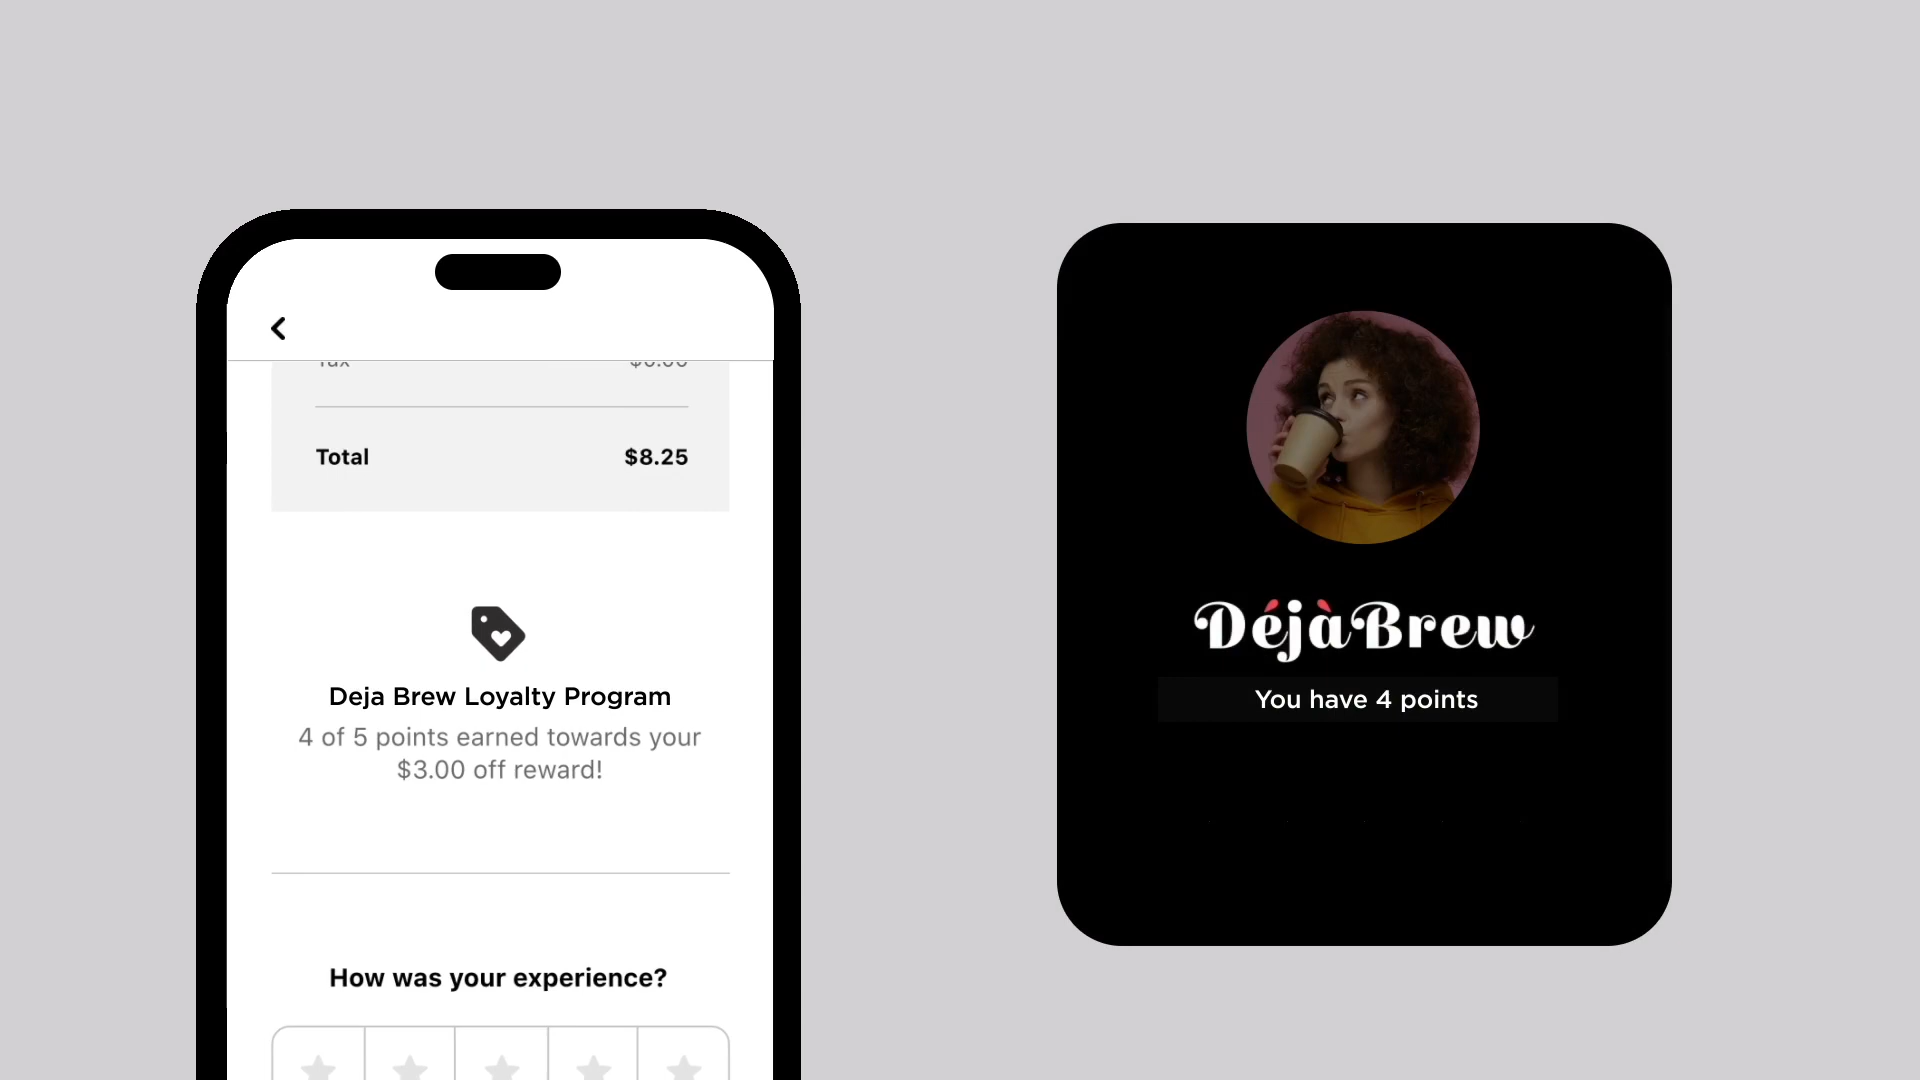 Total $8.25
Deja Brew Loyalty Program
4 of 5 points earned towards your
$3.00 off reward!
How was your experience?
DéjàBrew
You have 4 points